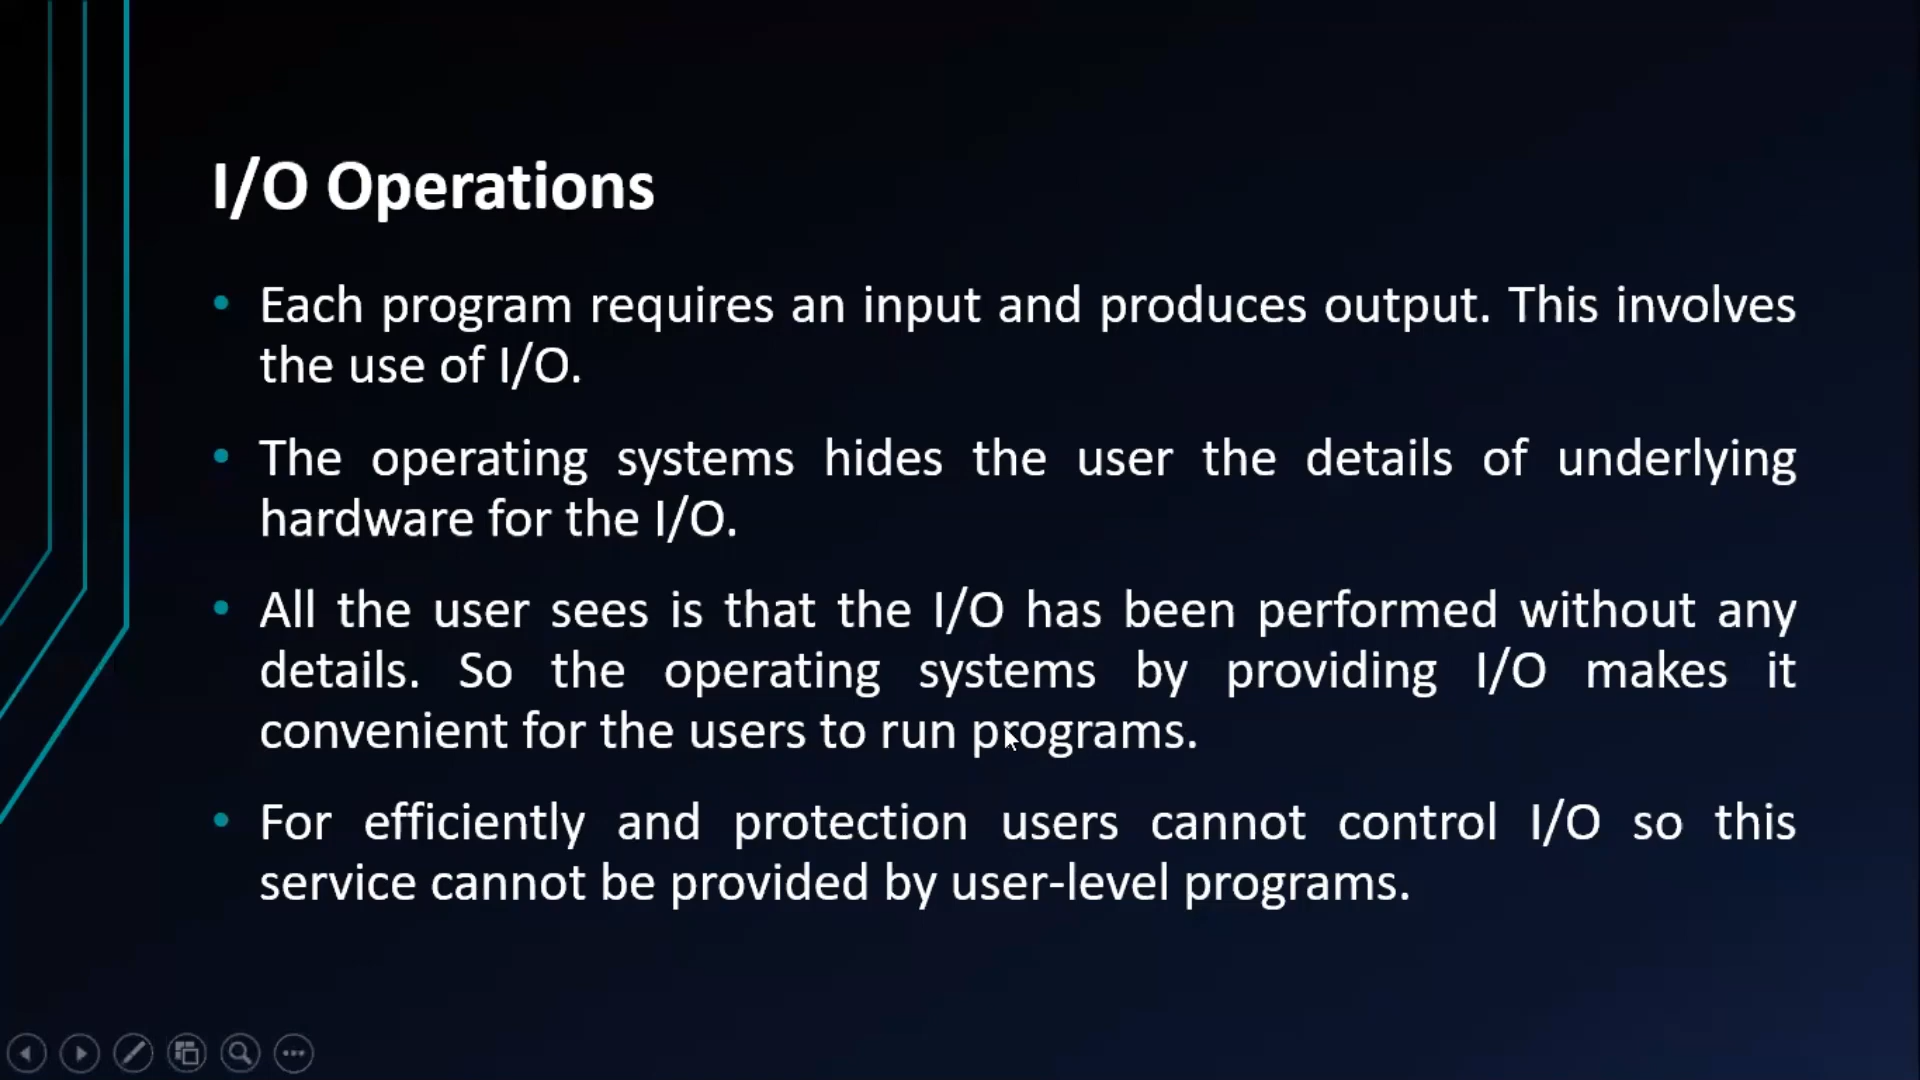 I/O Operations
• Each program requires an input and produces output. This involves
the use of I/O.
• The operating systems hides the user the details of underlying
hardware for the I/O.
• All the user sees is that the I/O has been performed without any
details. So the operating systems by providing I/O makes it
convenient for the users to run programs.
• For efficiently and protection users cannot control I/O so this
service cannot be provided by user-level programs.